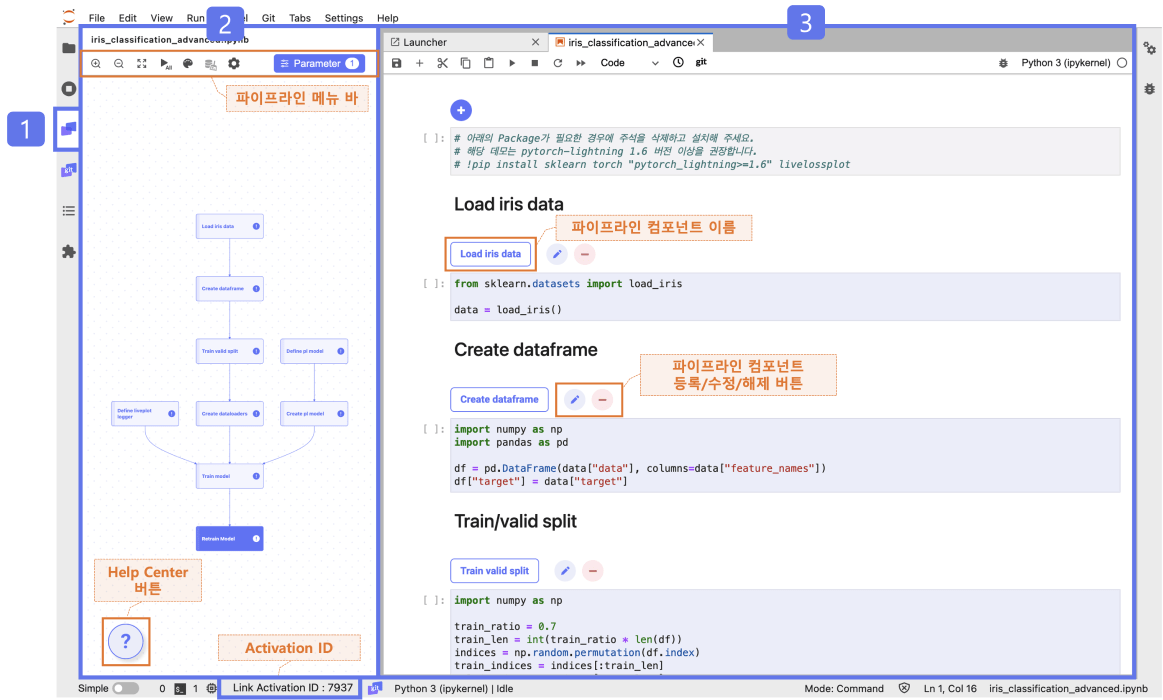 File Edit View Run Git Tabs Settings Help
2
3
iris_classification_advanced.ipynb
Launcher
iris_classification_advance
All
Parameter 1
Code
git
Python 3 (ipykernel)
파이프라인 메뉴 바
1
[ ]: # 아래의 Package가 필요한 경우에 주석을 삭제하고 설치해 주세요.
# 해당 데모는 pytorch-lightning 1.6 버전 이상을 권장합니다.
# !pip install sklearn torch "pytorch_lightning>=1.6" livelossplot
Load iris data
파이프라인 컴포넌트 이름
Load iris data
[ ]: from sklearn.datasets import load_iris
data = load_iris()
Create dataframe
파이프라인 컴포넌트
등록/수정/해제 버튼
Create dataframe
[ ]: import numpy as np
import pandas as pd
df = pd.DataFrame(data["data"], columns=data["feature_names"])
df["target"] = data["target"]
Train/valid split
Train valid split
[ ]: import numpy as np
train_ratio = 0.7
train_len = int(train_ratio * len(df))
indices = np.random.permutation(df.index)
train_indices = indices[:train_len]
Load iris data
Create dataframe
Train valid split
Define pl model
Define liveplot
logger
Create dataloaders
Create pl model
Train model
Retrain Model
Help Center
버튼
?
Activation ID
Simple 0 1 Link Activation ID : 7937 Python 3 (ipykernel) | Idle Mode: Command Ln 1, Col 16 iris_classification_advanced.ipynb